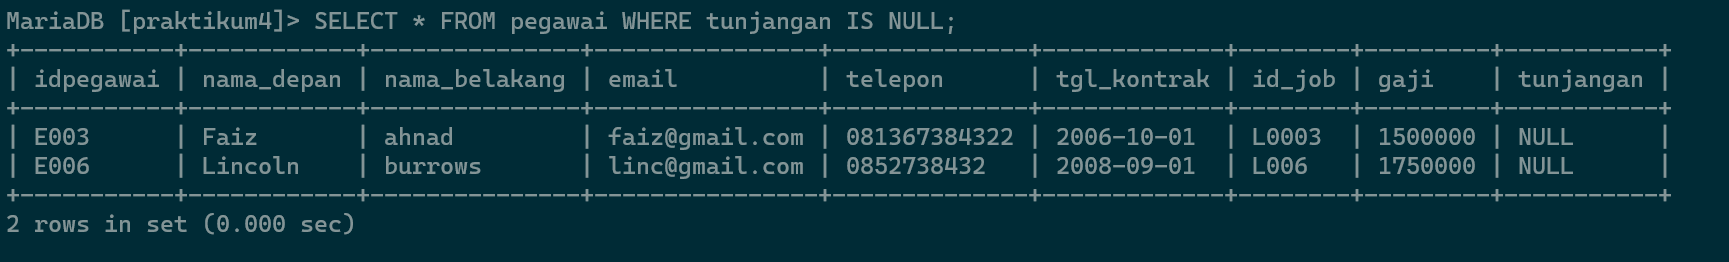 MariaDB [praktikum4]> SELECT * FROM pegawai WHERE tunjangan IS NULL;
+-----------+------------+---------------+----------------+--------------+-------------+--------+---------+-----------+
| idpegawai | nama_depan | nama_belakang | email          | telepon      | tgl_kontrak | id_job | gaji    | tunjangan |
+-----------+------------+---------------+----------------+--------------+-------------+--------+---------+-----------+
| E003      | Faiz       | ahnad         | faiz@gmail.com | 081367384322 | 2006-10-01  | L0003  | 1500000 | NULL      |
| E006      | Lincoln    | burrows       | linc@gmail.com | 0852738432   | 2008-09-01  | L006   | 1750000 | NULL      |
+-----------+------------+---------------+----------------+--------------+-------------+--------+---------+-----------+
2 rows in set (0.000 sec)